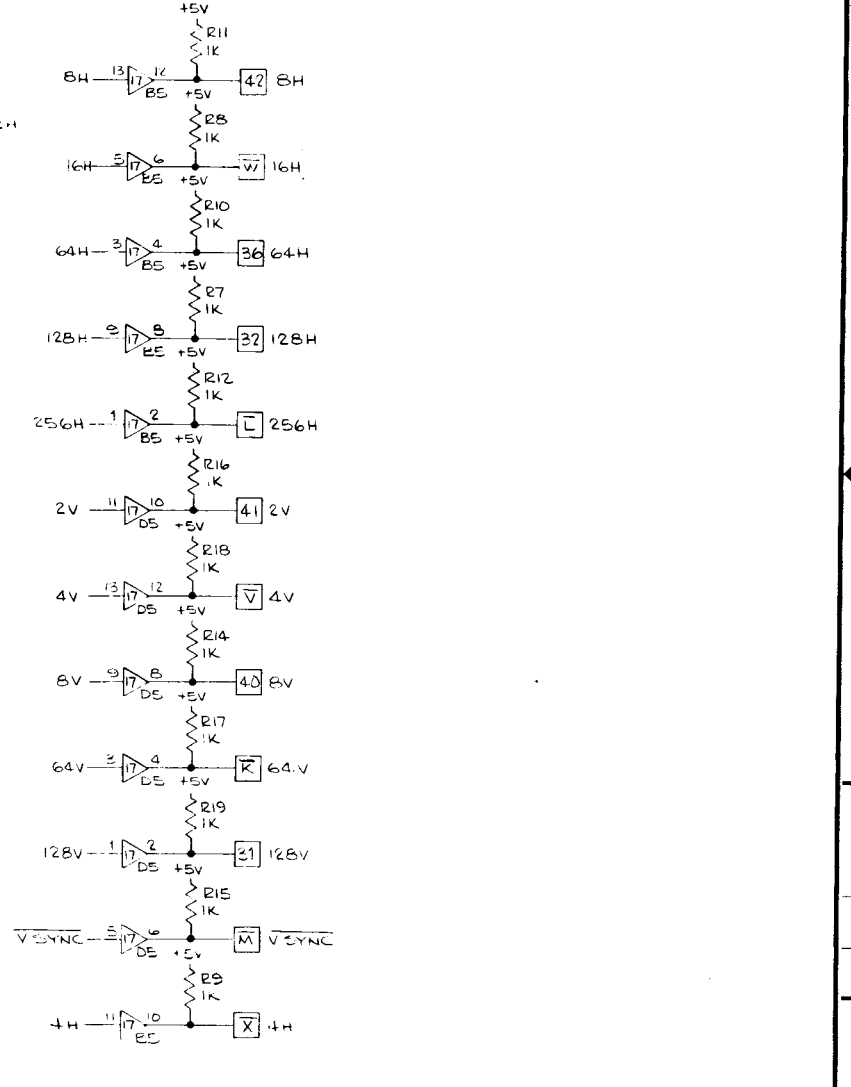 +5V
R11
1K
8H 13 17 12 42 8H
B5 +5V
R8
1K
16H 5 17 6 W̅ 16H
B5 +5V
R10
1K
64H 3 17 4 36 64H
B5 +5V
R7
1K
128H 9 17 8 32 128H
B5 +5V
R12
1K
256H 1 17 2 L̅ 256H
B5 +5V
R16
1K
2V 11 17 10 41 2V
D5 +5V
R18
1K
4V 13 17 12 V̅ 4V
D5 +5V
R14
1K
8V 9 17 8 40 8V
D5 +5V
R17
1K
64V 3 17 4 K̅ 64V
D5 +5V
R19
1K
128V 1 17 2 31 128V
D5 +5V
R15
1K
V̅ ̅S̅Y̅N̅C̅ 5 17 6 M̅ V̅ ̅S̅Y̅N̅C̅
D5 +5V
R9
1K
4H 11 17 10 X̅ 4H
B5